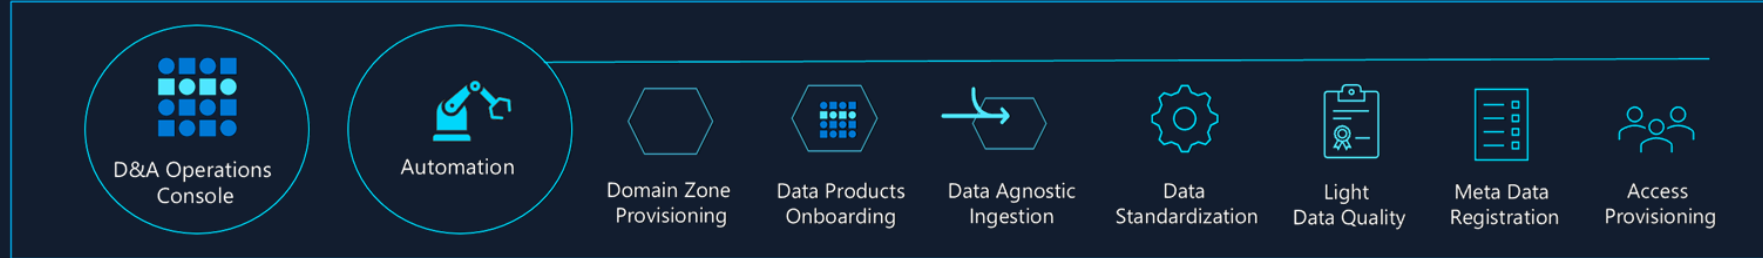 D&A Operations
Console
Automation
Domain Zone
Provisioning
Data Products
Onboarding
Data Agnostic
Ingestion
Data
Standardization
Light
Data Quality
Meta Data
Registration
Access
Provisioning